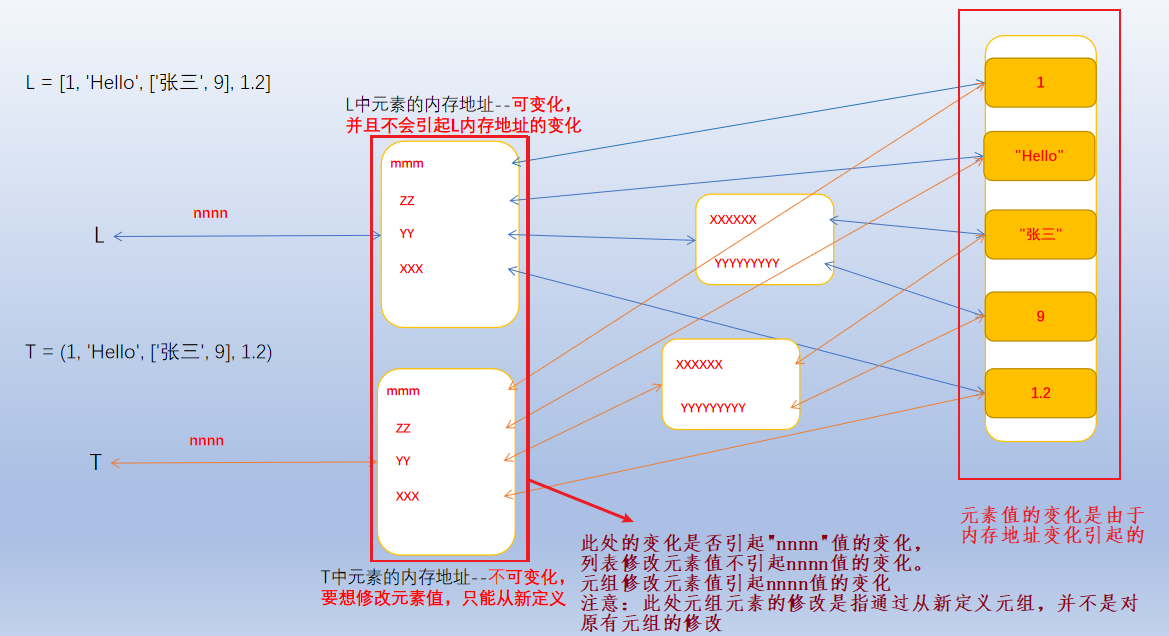 L = [1, 'Hello', ['张三', 9], 1.2]
L中元素的内存地址--可变化，
并且不会引起L内存地址的变化
nnnn
L
mmm
ZZ
YY
XXX
XXXXXX
YYYYYYYYY
1
"Hello"
"张三"
9
1.2
T = (1, 'Hello', ['张三', 9], 1.2)
nnnn
T
mmm
ZZ
YY
XXX
XXXXXX
YYYYYYYYY
T中元素的内存地址--不可变化，
要想修改元素值，只能从新定义
元素值的变化是由于
内存地址变化引起的
此处的变化是否引起"nnnn"值的变化，
列表修改元素值不引起nnnn值的变化。
元组修改元素值引起nnnn值的变化
注意：此处元组元素的修改是指通过从新定义元组，并不是对
原有元组的修改